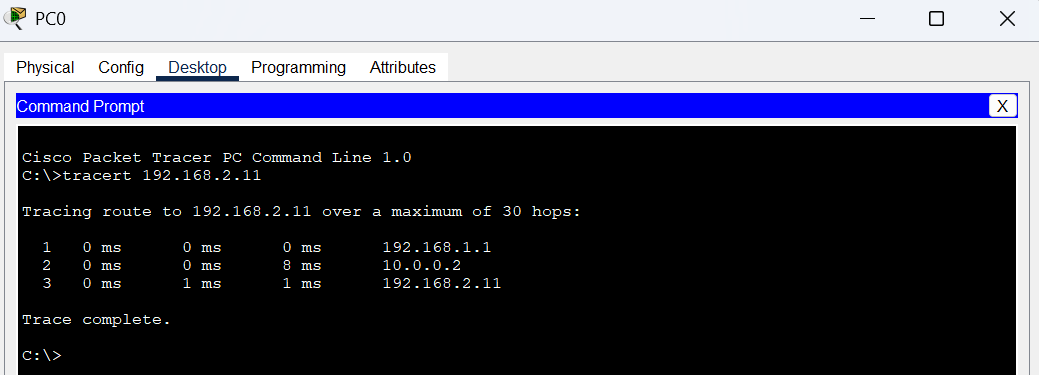 PC0
Physical Config Desktop Programming Attributes
Command Prompt X
Cisco Packet Tracer PC Command Line 1.0
C:\>tracert 192.168.2.11
Tracing route to 192.168.2.11 over a maximum of 30 hops:
1 0 ms 0 ms 0 ms 192.168.1.1
2 0 ms 0 ms 8 ms 10.0.0.2
3 0 ms 1 ms 1 ms 192.168.2.11
Trace complete.
C:\>